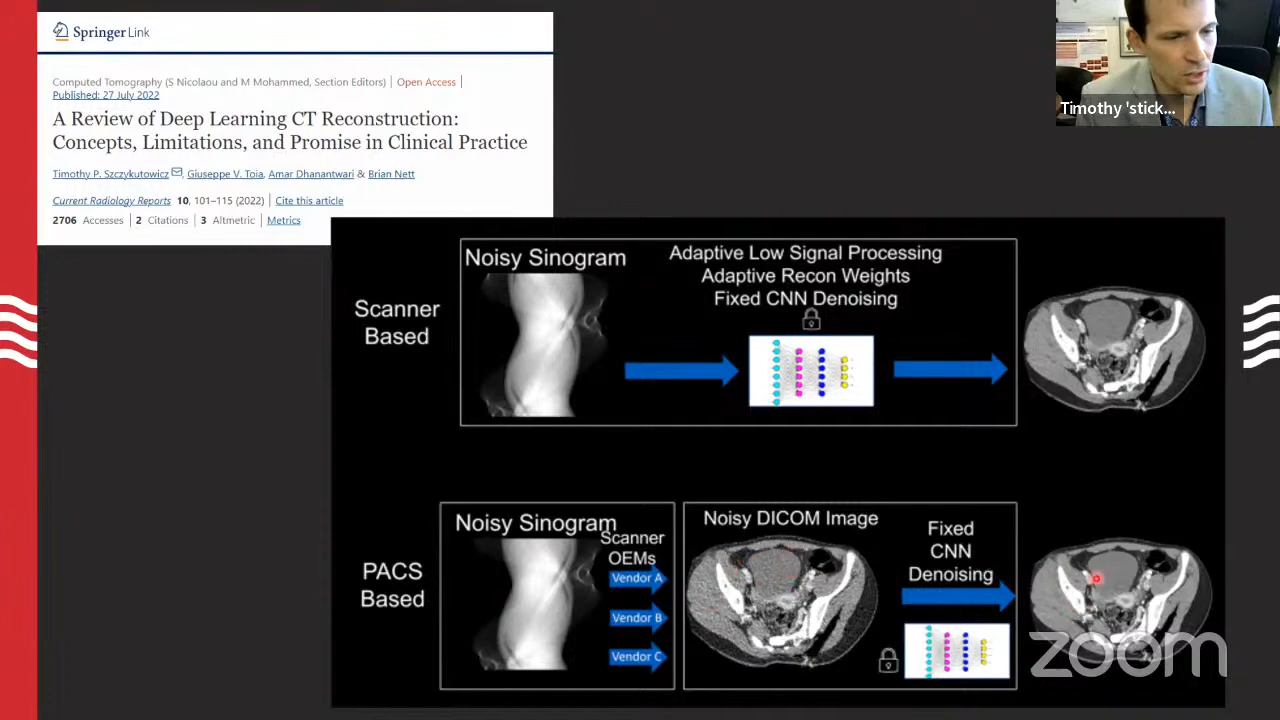 Springer Link
Computed Tomography (S Nicolaou and M Mohammed, Section Editors) | Open Access |
Published: 27 July 2022
A Review of Deep Learning CT Reconstruction:
Concepts, Limitations, and Promise in Clinical Practice
Timothy P. Szczykutowicz, Giuseppe V. Toia, Amar Dhanantwari & Brian Nett
Current Radiology Reports 10, 101–115 (2022) | Cite this article
2706 Accesses | 2 Citations | 3 Altmetric | Metrics
Timothy 'stick...
Scanner
Based
Noisy Sinogram
Adaptive Low Signal Processing
Adaptive Recon Weights
Fixed CNN Denoising
PACS
Based
Noisy Sinogram
Scanner
OEMs
Vendor A
Vendor B
Vendor C
Noisy DICOM Image
Fixed
CNN
Denoising
zoom